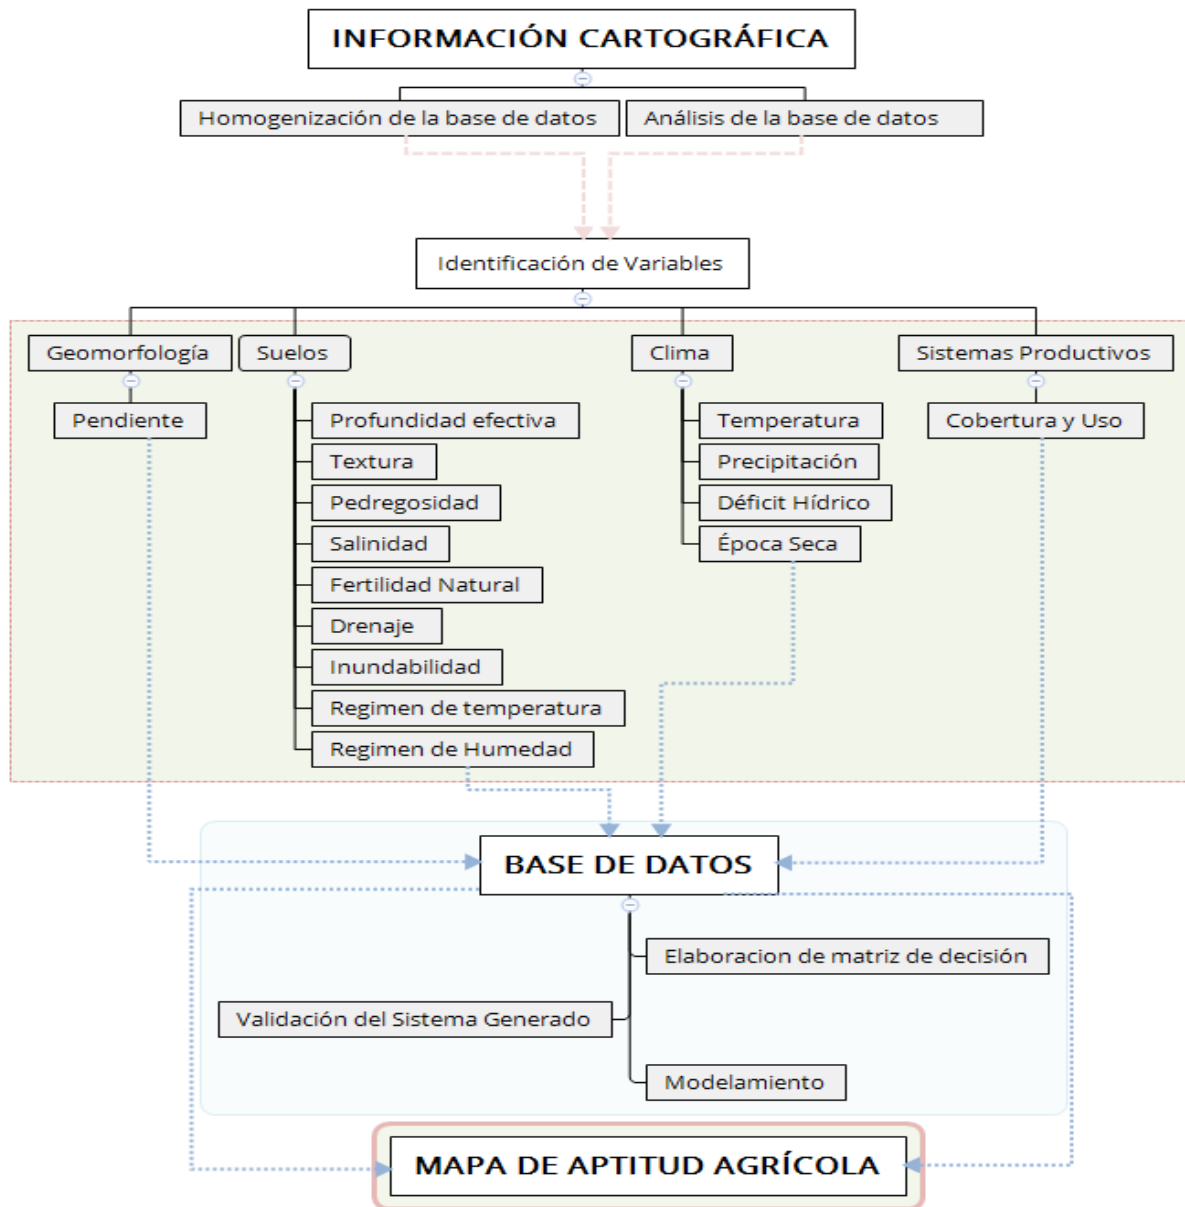 INFORMACIÓN CARTOGRÁFICA
Homogenización de la base de datos
Análisis de la base de datos
Identificación de Variables
Geomorfología
Suelos
Clima
Sistemas Productivos
Pendiente
Profundidad efectiva
Textura
Pedregosidad
Salinidad
Fertilidad Natural
Drenaje
Inundabilidad
Regimen de temperatura
Regimen de Humedad
Temperatura
Precipitación
Déficit Hídrico
Época Seca
Cobertura y Uso
BASE DE DATOS
Elaboracion de matriz de decisión
Validación del Sistema Generado
Modelamiento
MAPA DE APTITUD AGRÍCOLA